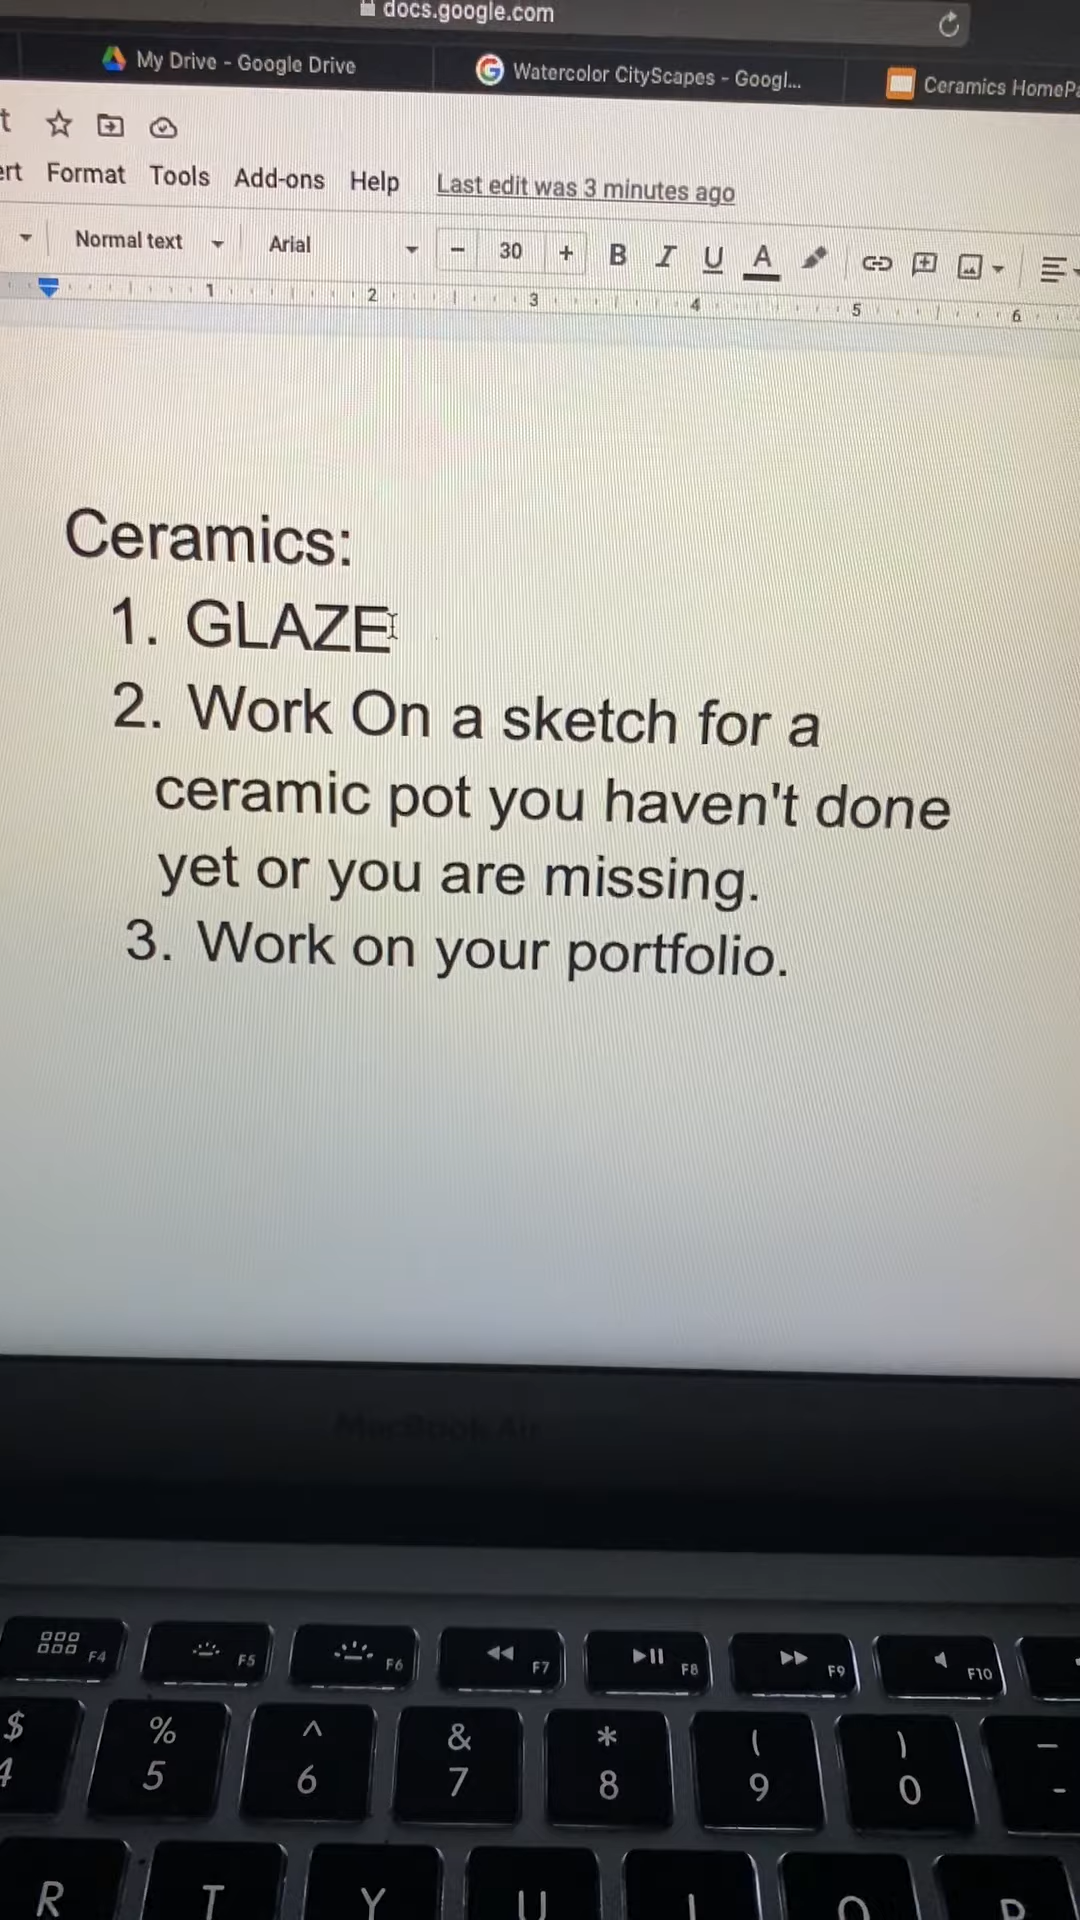 docs.google.com
My Drive - Google Drive
Watercolor CityScapes - Googl...
Ceramics HomePa
t
ert Format Tools Add-ons Help Last edit was 3 minutes ago
Normal text Arial - 30 + B I U A
1 2 3 4 5 6
Ceramics:
1. GLAZE
2. Work On a sketch for a
ceramic pot you haven't done
yet or you are missing.
3. Work on your portfolio.
MacBook Air
F4 F5 F6 F7 F8 F9 F10
$ % ^ & * ( ) —
4 5 6 7 8 9 0 -
R T Y U I O P